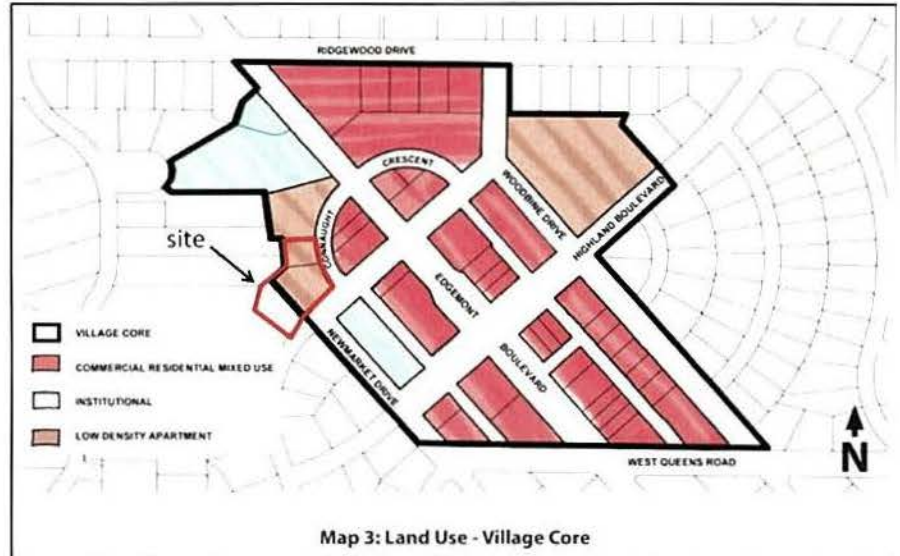 RIDGEWOOD DRIVE
CRESCENT
CONNAUGHT
WOODBINE DRIVE
HIGHLAND BOULEVARD
site
EDGEMONT
BOULEVARD
NEWMARKET DRIVE
VILLAGE CORE
COMMERCIAL RESIDENTIAL MIXED USE
INSTITUTIONAL
LOW DENSITY APARTMENT
WEST QUEENS ROAD
N
Map 3: Land Use - Village Core